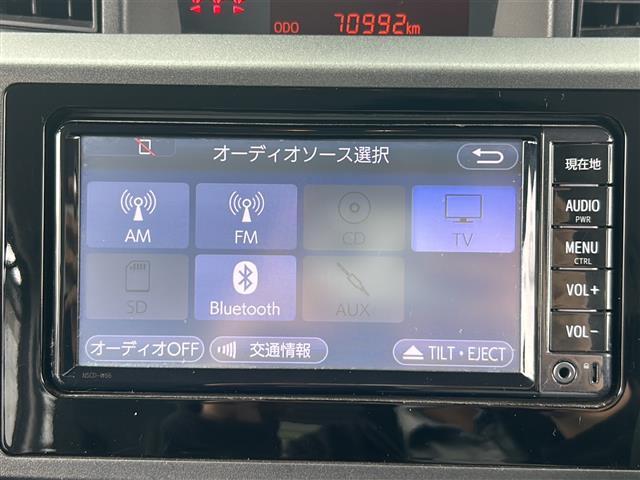 ODO 70992km
オーディオソース選択
現在地
AM FM CD TV
AUDIO
PWR
MENU
CTRL
SD Bluetooth AUX
VOL+
VOL-
オーディオOFF 交通情報 TILT・EJECT
NSCD-W66